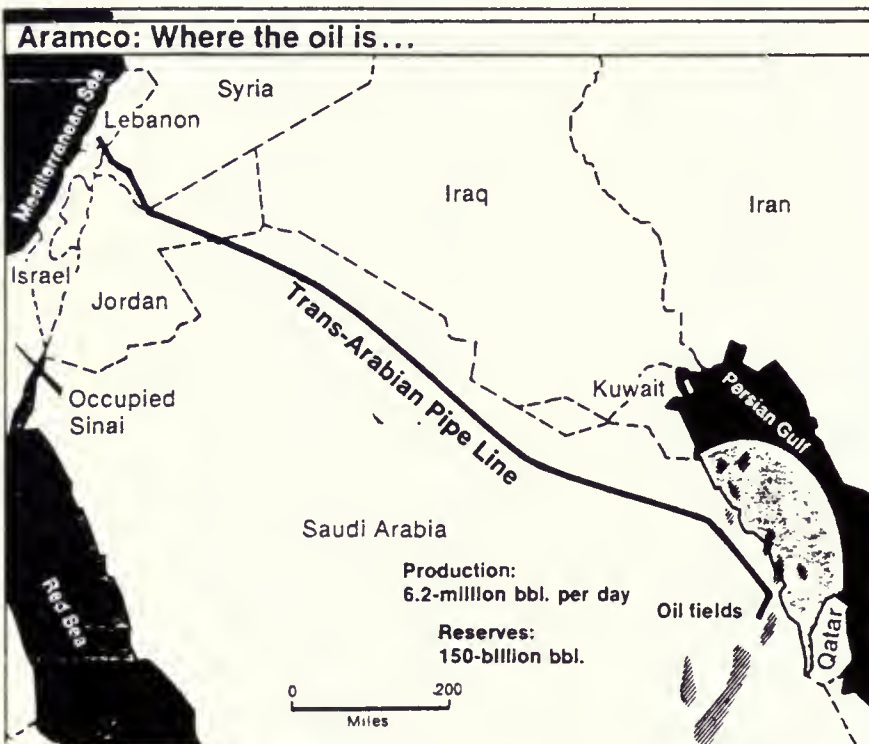 Aramco: Where the oil is...
Syria
Lebanon
Mediterranean Sea
Iraq
Iran
Israel
Jordan
Trans-Arabian Pipe Line
Occupied
Sinai
Kuwait
Persian Gulf
Saudi Arabia
Red Sea
Production:
6.2-million bbl. per day
Oil fields
Reserves:
150-billion bbl.
Qatar
0 200
Miles